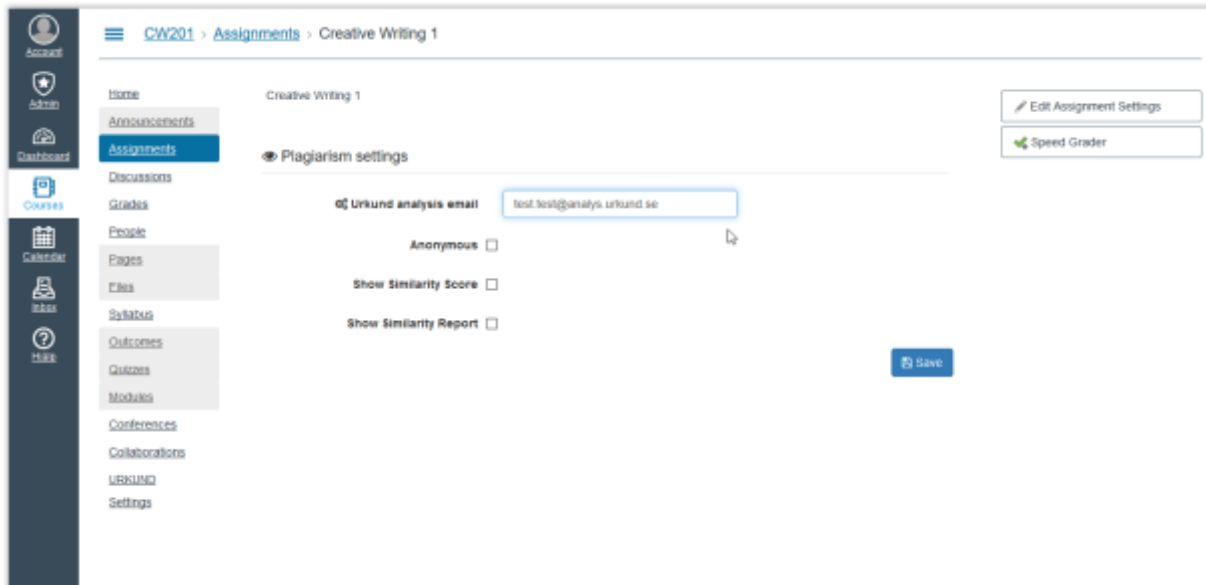 Account
Admin
Dashboard
Courses
Calendar
Inbox
CW201 › Assignments › Creative Writing 1
Home
Announcements
Assignments
Discussions
Grades
People
Pages
Files
Syllabus
Outcomes
Quizzes
Modules
Conferences
Collaborations
URKUND
Settings
Creative Writing 1
Plagiarism settings
Urkund analysis email test.test@analys.urkund.se
Anonymous
Show Similarity Score
Show Similarity Report
Save
Edit Assignment Settings
Speed Grader